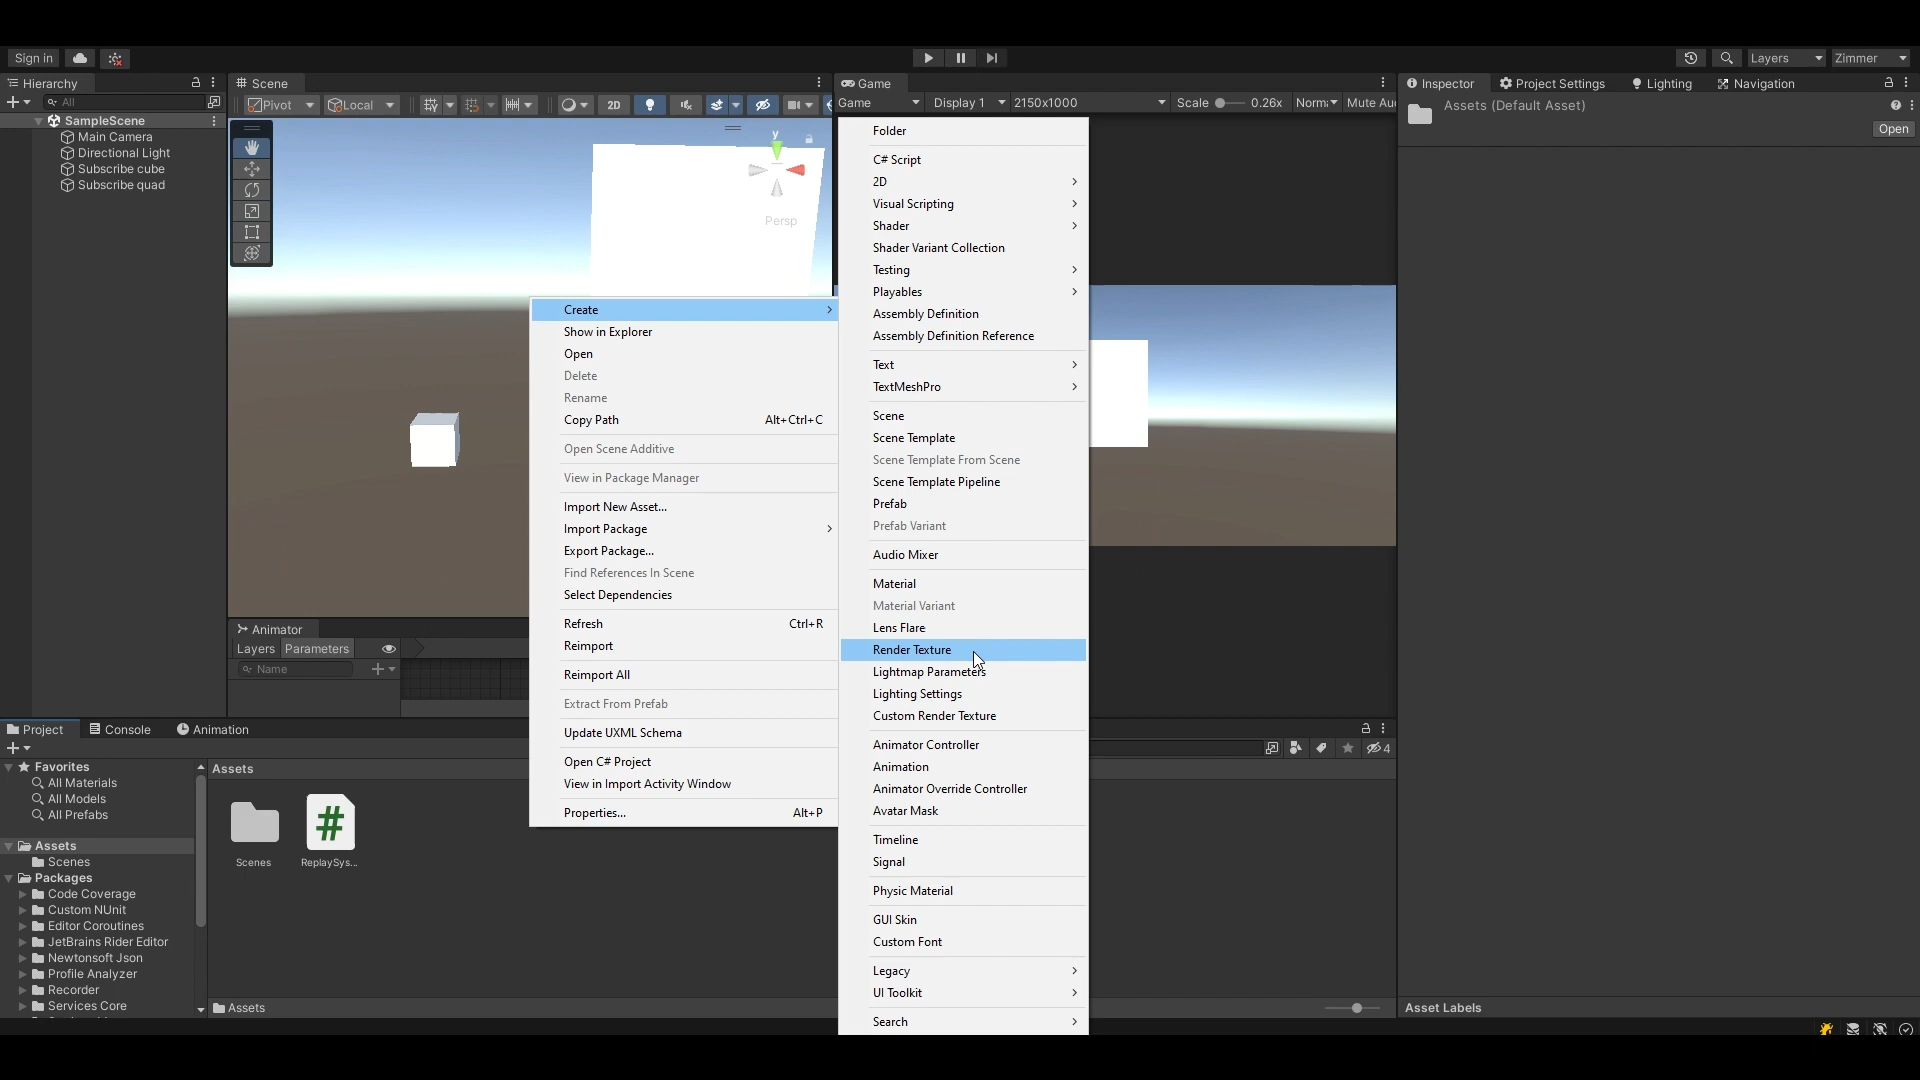 Sign in
Layers
Zimmer
Hierarchy
All
SampleScene
Main Camera
Directional Light
Subscribe cube
Subscribe quad
Scene
Pivot
Local
2D
y
Persp
Game
Game
Display 1
2150x1000
Scale
0.26x
Norm
Mute Au
Inspector
Project Settings
Lighting
Navigation
Assets (Default Asset)
Open
Create
Show in Explorer
Open
Delete
Rename
Copy Path Alt+Ctrl+C
Open Scene Additive
View in Package Manager
Import New Asset...
Import Package
Export Package...
Find References In Scene
Select Dependencies
Refresh Ctrl+R
Reimport
Reimport All
Extract From Prefab
Update UXML Schema
Open C# Project
View in Import Activity Window
Properties... Alt+P
Folder
C# Script
2D
Visual Scripting
Shader
Shader Variant Collection
Testing
Playables
Assembly Definition
Assembly Definition Reference
Text
TextMeshPro
Scene
Scene Template
Scene Template From Scene
Scene Template Pipeline
Prefab
Prefab Variant
Audio Mixer
Material
Material Variant
Lens Flare
Render Texture
Lightmap Parameters
Lighting Settings
Custom Render Texture
Animator Controller
Animation
Animator Override Controller
Avatar Mask
Timeline
Signal
Physic Material
GUI Skin
Custom Font
Legacy
UI Toolkit
Search
Animator
Layers
Parameters
Name
Project
Console
Animation
4
Favorites
All Materials
All Models
All Prefabs
Assets
Scenes
Packages
Code Coverage
Custom NUnit
Editor Coroutines
JetBrains Rider Editor
Newtonsoft Json
Profile Analyzer
Recorder
Services Core
Assets
Scenes
#
ReplaySys...
Assets
Asset Labels